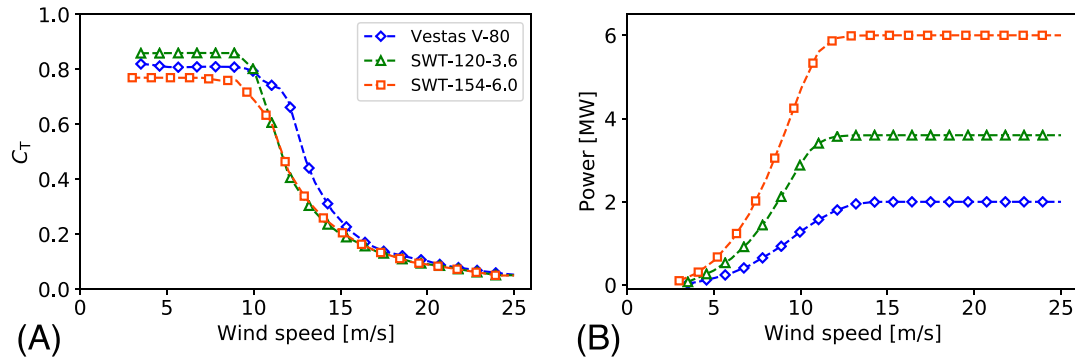 1.0
0.8
0.6
0.4
0.2
0.0
C_T
0 5 10 15 20 25
Wind speed [m/s]
Vestas V-80
SWT-120-3.6
SWT-154-6.0
(A)
6
4
2
0
Power [MW]
0 5 10 15 20 25
Wind speed [m/s]
(B)